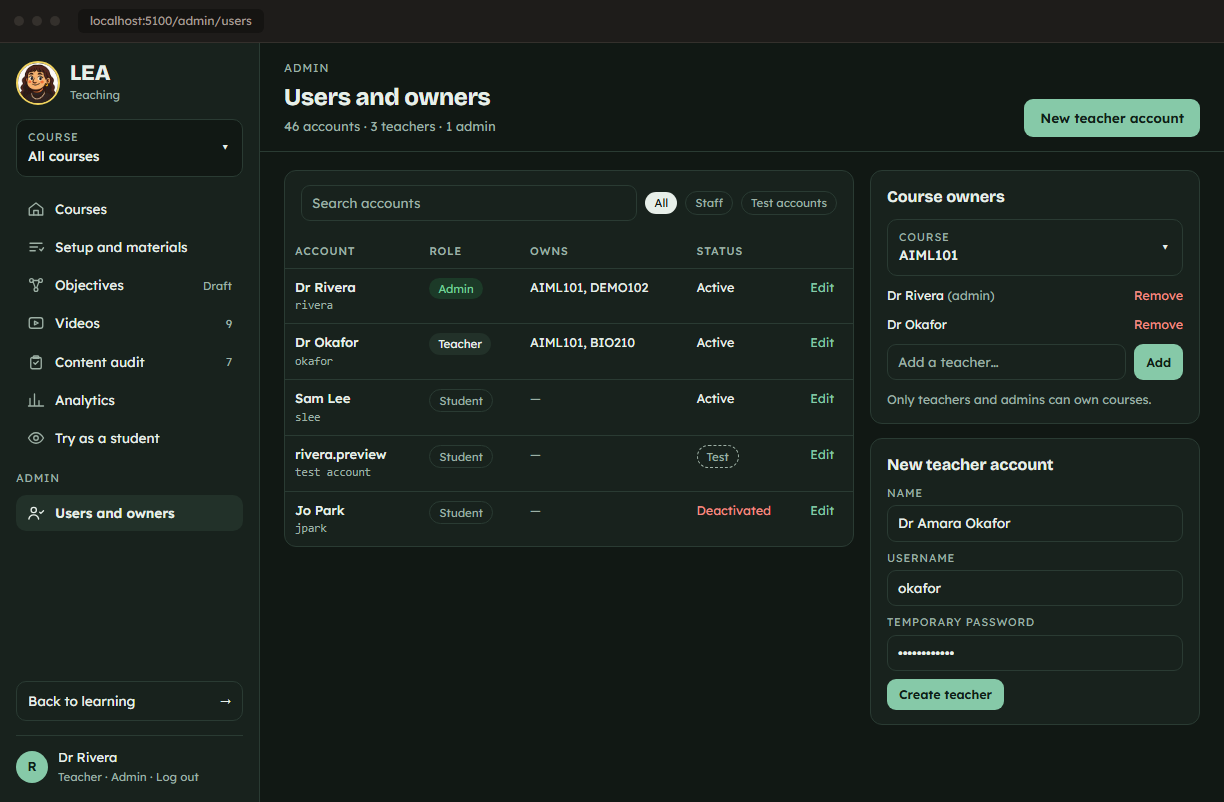 localhost:5100/admin/users
LEA
Teaching
COURSE
All courses
Courses
Setup and materials
Objectives Draft
Videos 9
Content audit 7
Analytics
Try as a student
ADMIN
Users and owners
Back to learning →
R
Dr Rivera
Teacher · Admin · Log out
ADMIN
Users and owners
46 accounts · 3 teachers · 1 admin
New teacher account
Search accounts All Staff Test accounts
ACCOUNT ROLE OWNS STATUS
Dr Rivera Admin AIML101, DEMO102 Active Edit
rivera
Dr Okafor Teacher AIML101, BIO210 Active Edit
okafor
Sam Lee Student — Active Edit
slee
rivera.preview Student — Test Edit
test account
Jo Park Student — Deactivated Edit
jpark
Course owners
COURSE
AIML101
Dr Rivera (admin) Remove
Dr Okafor Remove
Add a teacher… Add
Only teachers and admins can own courses.
New teacher account
NAME
Dr Amara Okafor
USERNAME
okafor
TEMPORARY PASSWORD
••••••••••••
Create teacher